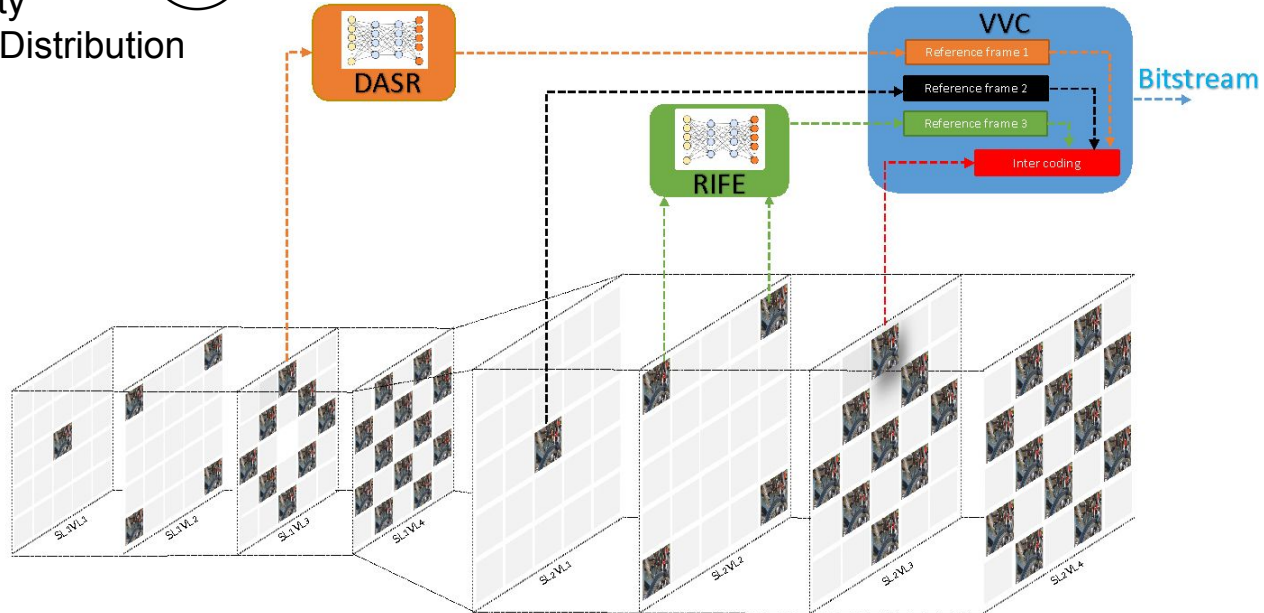 ty
Distribution
DASR
RIFE
VVC
Reference frame 1
Reference frame 2
Reference frame 3
Inter coding
Bitstream
SL1VL1
SL1VL2
SL1VL3
SL1VL4
SL2VL1
SL2VL2
SL2VL3
SL2VL4